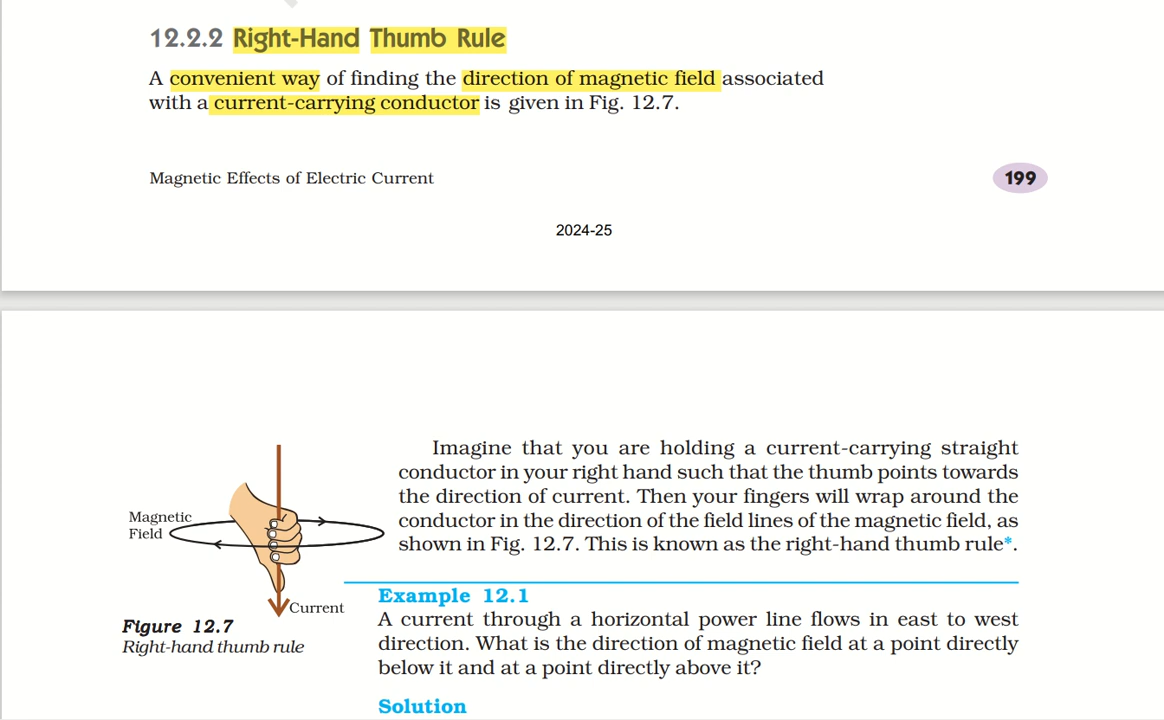 12.2.2 Right-Hand Thumb Rule
A convenient way of finding the direction of magnetic field associated
with a current-carrying conductor is given in Fig. 12.7.
Magnetic Effects of Electric Current
199
2024-25
Imagine that you are holding a current-carrying straight
conductor in your right hand such that the thumb points towards
the direction of current. Then your fingers will wrap around the
conductor in the direction of the field lines of the magnetic field, as
shown in Fig. 12.7. This is known as the right-hand thumb rule*.
Magnetic
Field
Current
Figure 12.7
Right-hand thumb rule
Example 12.1
A current through a horizontal power line flows in east to west
direction. What is the direction of magnetic field at a point directly
below it and at a point directly above it?
Solution